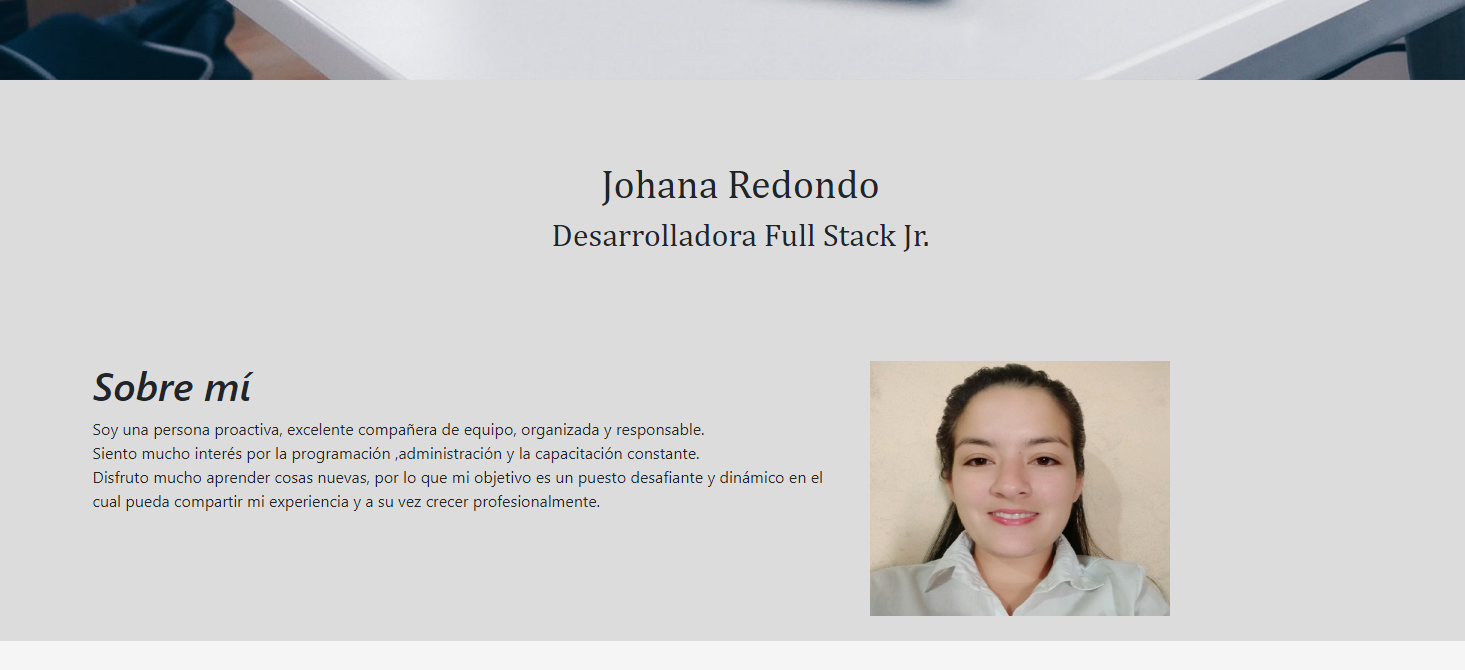 Johana Redondo
Desarrolladora Full Stack Jr.
Sobre mí
Soy una persona proactiva, excelente compañera de equipo, organizada y responsable.
Siento mucho interés por la programación ,administración y la capacitación constante.
Disfruto mucho aprender cosas nuevas, por lo que mi objetivo es un puesto desafiante y dinámico en el
cual pueda compartir mi experiencia y a su vez crecer profesionalmente.